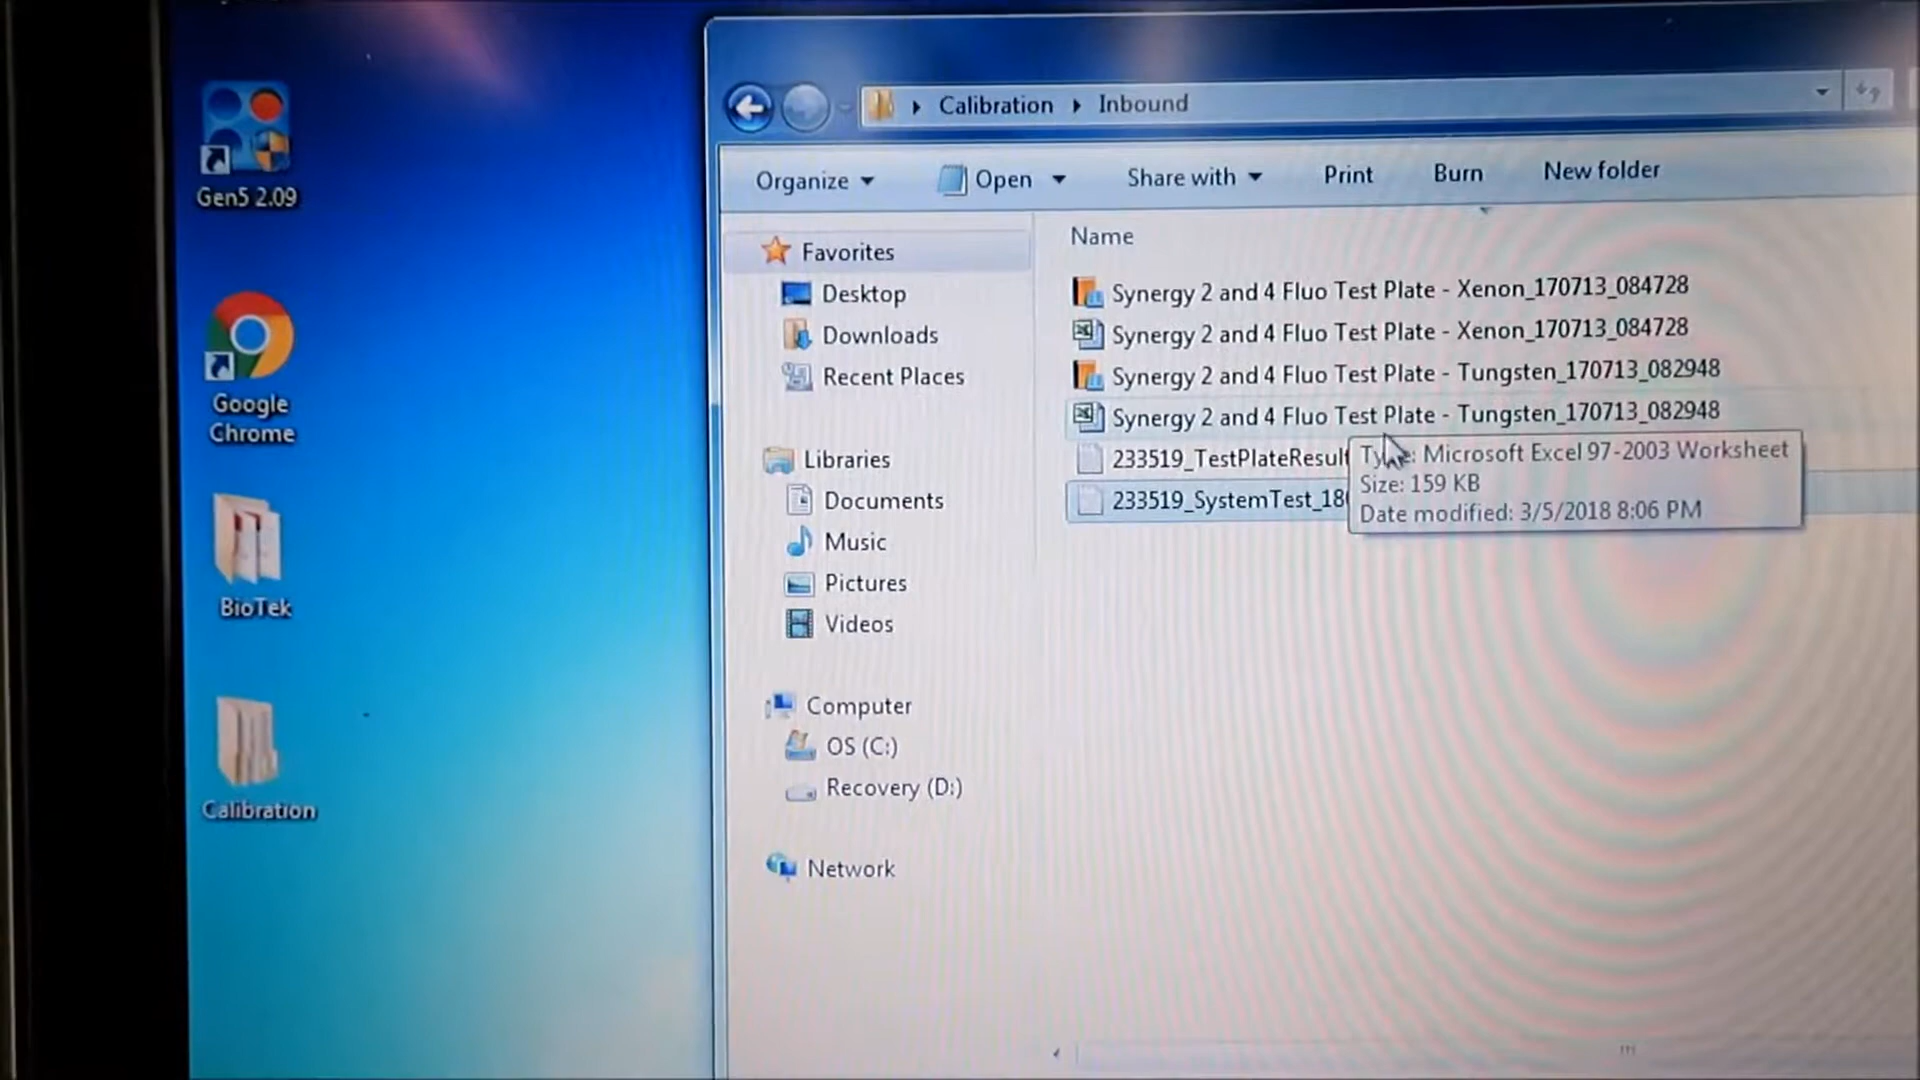 Gen5 2.09
Google
Chrome
BioTek
Calibration
Calibration
Inbound
Organize
Open
Share with
Print
Burn
New folder
Favorites
Desktop
Downloads
Recent Places
Libraries
Documents
Music
Pictures
Videos
Computer
OS (C:)
Recovery (D:)
Network
Name
Synergy 2 and 4 Fluo Test Plate - Xenon_170713_084728
Synergy 2 and 4 Fluo Test Plate - Xenon_170713_084728
Synergy 2 and 4 Fluo Test Plate - Tungsten_170713_082948
Synergy 2 and 4 Fluo Test Plate - Tungsten_170713_082948
233519_TestPlateResult
233519_SystemTest_18
Type: Microsoft Excel 97-2003 Worksheet
Size: 159 KB
Date modified: 3/5/2018 8:06 PM